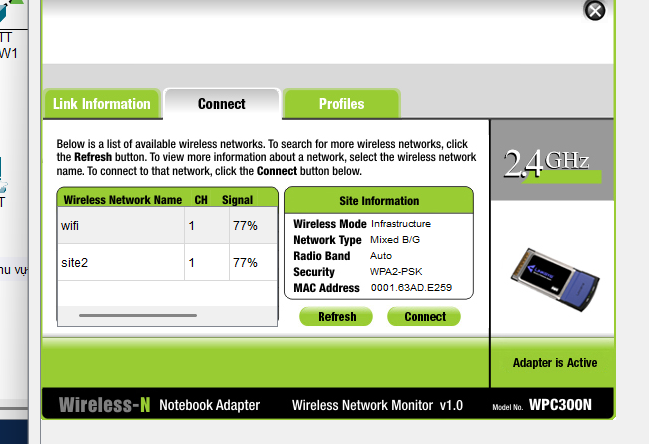 TT
W1
T
hu vự
Link Information
Connect
Profiles
Below is a list of available wireless networks. To search for more wireless networks, click
the Refresh button. To view more information about a network, select the wireless network
name. To connect to that network, click the Connect button below.
Wireless Network Name CH Signal
wifi 1 77%
site2 1 77%
Site Information
Wireless Mode Infrastructure
Network Type Mixed B/G
Radio Band Auto
Security WPA2-PSK
MAC Address 0001.63AD.E259
Refresh
Connect
2.4GHz
Adapter is Active
Wireless-N Notebook Adapter Wireless Network Monitor v1.0 Model No. WPC300N